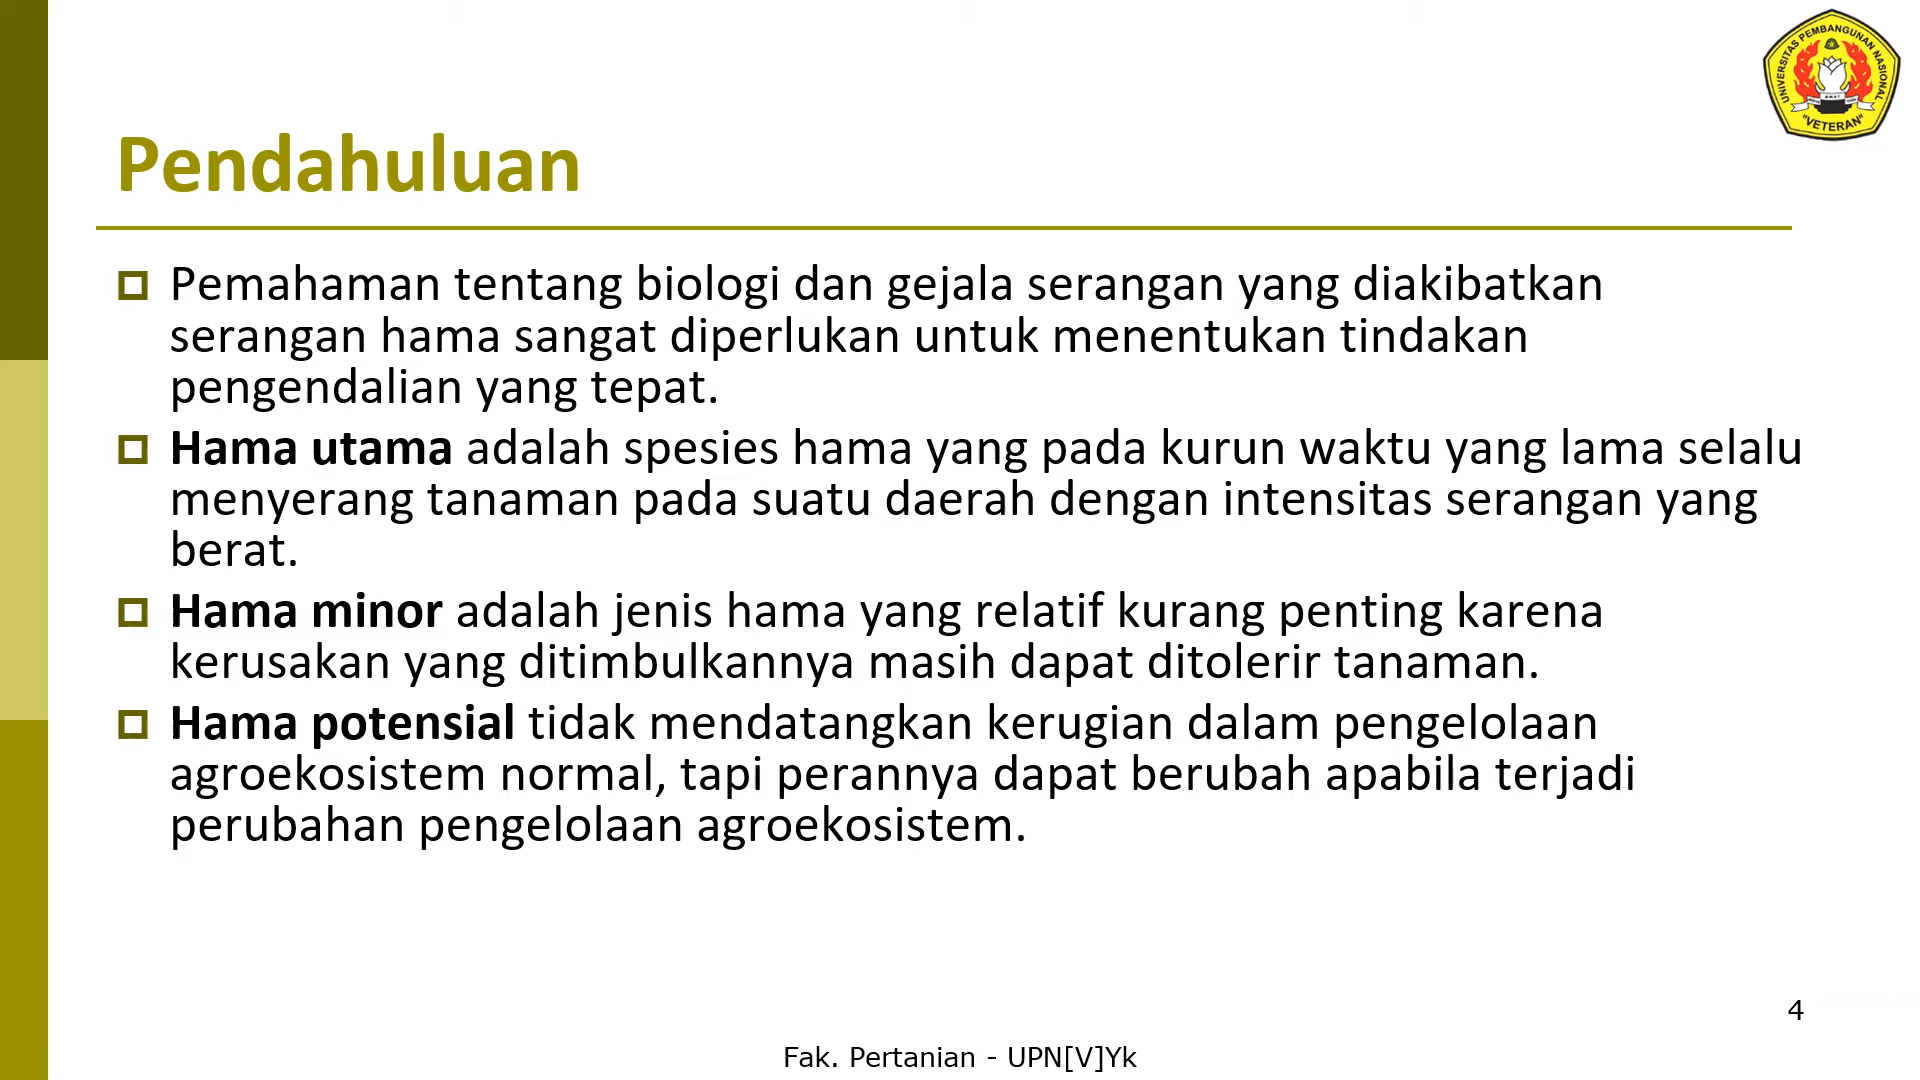 UNIVERSITAS PEMBANGUNAN NASIONAL
"VETERAN"
Pendahuluan
Pemahaman tentang biologi dan gejala serangan yang diakibatkan
serangan hama sangat diperlukan untuk menentukan tindakan
pengendalian yang tepat.
Hama utama adalah spesies hama yang pada kurun waktu yang lama selalu
menyerang tanaman pada suatu daerah dengan intensitas serangan yang
berat.
Hama minor adalah jenis hama yang relatif kurang penting karena
kerusakan yang ditimbulkannya masih dapat ditolerir tanaman.
Hama potensial tidak mendatangkan kerugian dalam pengelolaan
agroekosistem normal, tapi perannya dapat berubah apabila terjadi
perubahan pengelolaan agroekosistem.
4
Fak. Pertanian - UPN[V]Yk